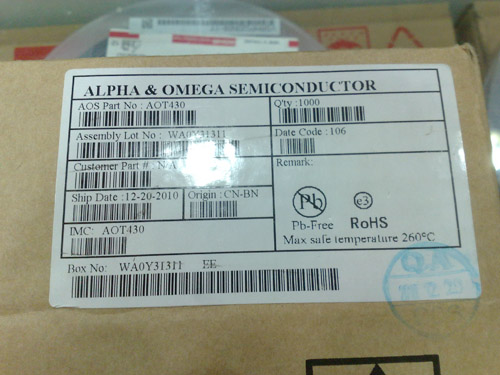 ALPHA & OMEGA SEMICONDUCTOR
AOS Part No : AOT430
Q'ty : 1000
Assembly Lot No : WA0Y31311
Date Code : 106
Customer Part # : N/A
Remark:
Ship Date : 12-20-2010
Origin : CN-BN
Pb
e3
Pb-Free
RoHS
IMC: AOT430
Max safe temperature 260°C
Box No: WA0Y31311 EE
QA